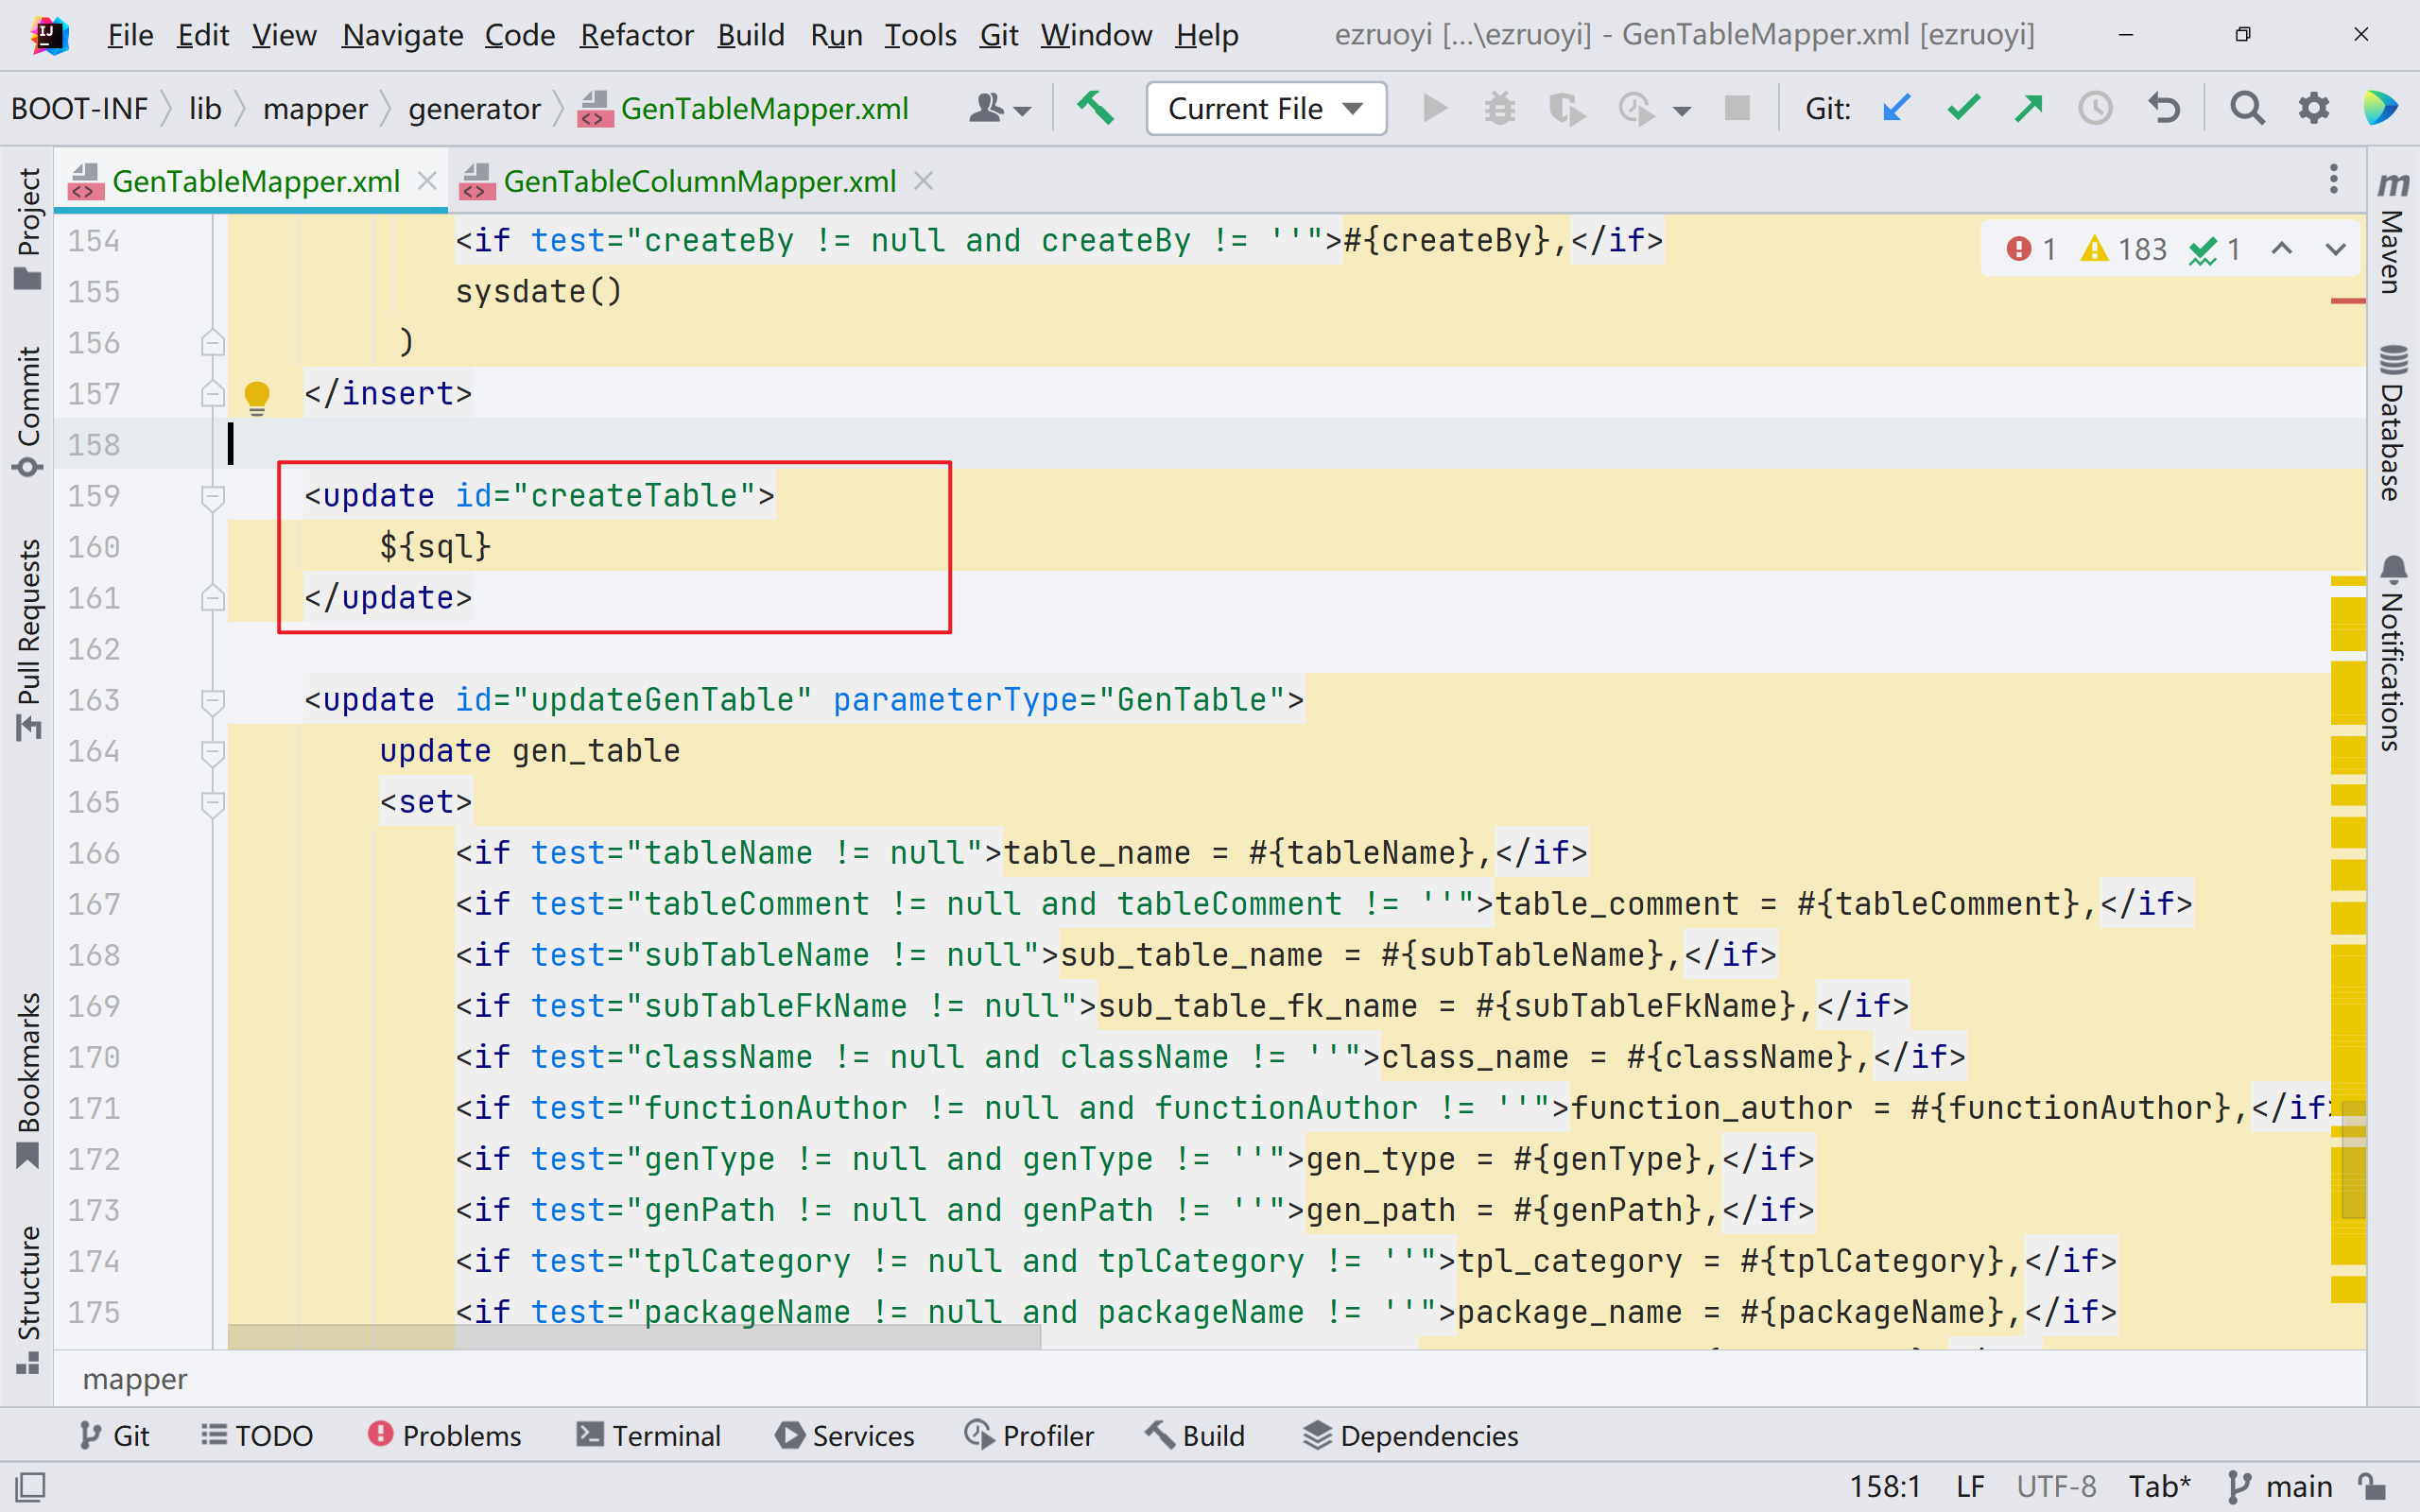 File Edit View Navigate Code Refactor Build Run Tools Git Window Help ezruoyi [...\ezruoyi] - GenTableMapper.xml [ezruoyi]
BOOT-INF lib mapper generator GenTableMapper.xml Current File Git:
GenTableMapper.xml GenTableColumnMapper.xml
1 183 1
154 <if test="createBy != null and createBy != ''">#{createBy},</if>
155 sysdate()
156 )
157 </insert>
158
159 <update id="createTable">
160 ${sql}
161 </update>
162
163 <update id="updateGenTable" parameterType="GenTable">
164 update gen_table
165 <set>
166 <if test="tableName != null">table_name = #{tableName},</if>
167 <if test="tableComment != null and tableComment != ''">table_comment = #{tableComment},</if>
168 <if test="subTableName != null">sub_table_name = #{subTableName},</if>
169 <if test="subTableFkName != null">sub_table_fk_name = #{subTableFkName},</if>
170 <if test="className != null and className != ''">class_name = #{className},</if>
171 <if test="functionAuthor != null and functionAuthor != ''">function_author = #{functionAuthor},</if>
172 <if test="genType != null and genType != ''">gen_type = #{genType},</if>
173 <if test="genPath != null and genPath != ''">gen_path = #{genPath},</if>
174 <if test="tplCategory != null and tplCategory != ''">tpl_category = #{tplCategory},</if>
175 <if test="packageName != null and packageName != ''">package_name = #{packageName},</if>
mapper
Project
Commit
Pull Requests
Bookmarks
Structure
Maven
Database
Notifications
Git TODO Problems Terminal Services Profiler Build Dependencies
158:1 LF UTF-8 Tab* main